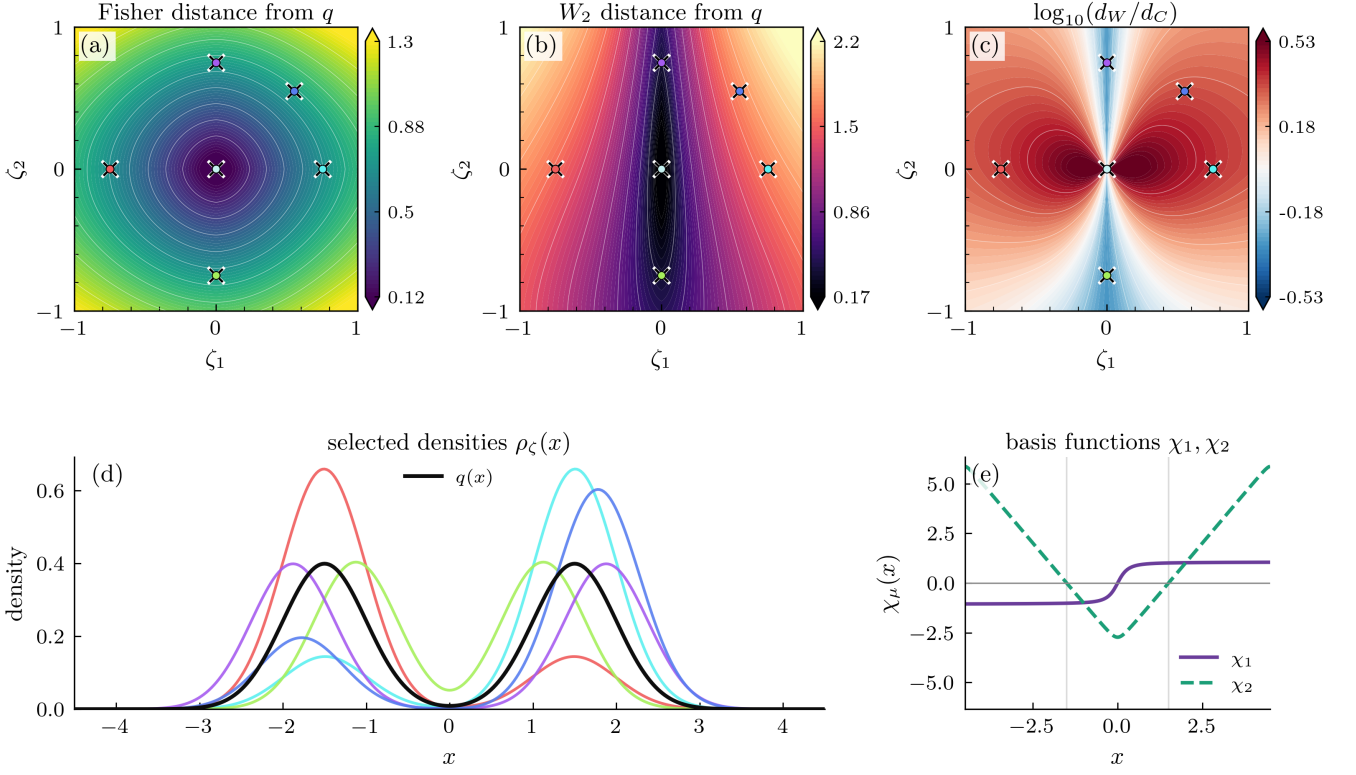 Fisher distance from q
(a)
1
0
−1
ζ₂
−1
0
1
ζ₁
1.3
0.88
0.5
0.12
W₂ distance from q
(b)
1
0
−1
ζ₂
−1
0
1
ζ₁
2.2
1.5
0.86
0.17
log₁₀(d_W/d_C)
(c)
1
0
−1
ζ₂
−1
0
1
ζ₁
0.53
0.18
-0.18
-0.53
selected densities ρ_ζ(x)
(d)
q(x)
density
0.6
0.4
0.2
0.0
−4
−3
−2
−1
0
1
2
3
4
x
basis functions χ₁, χ₂
(e)
χ_μ(x)
5.0
2.5
0.0
−2.5
−5.0
χ₁
χ₂
−2.5
0.0
2.5
x